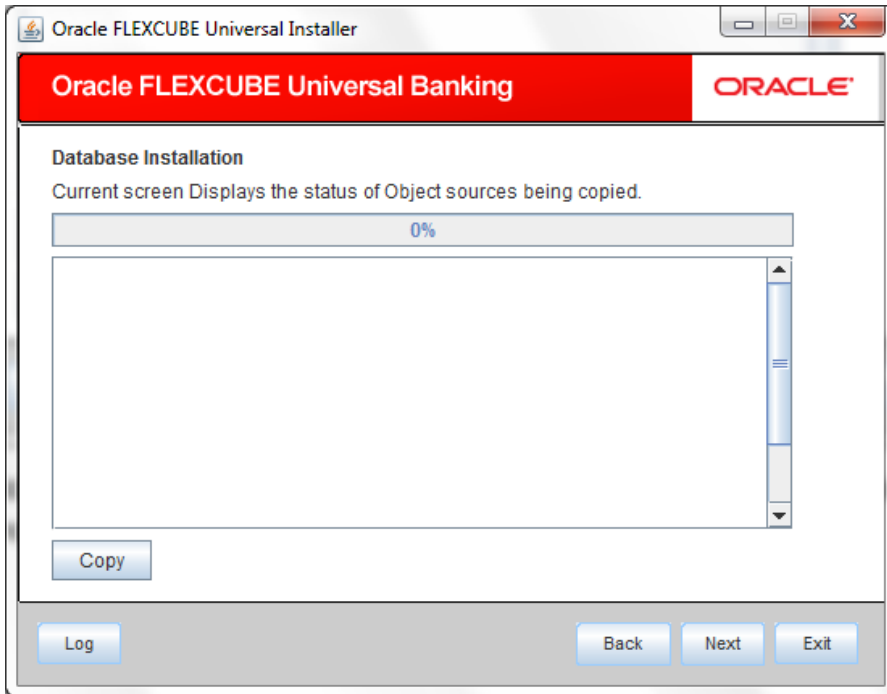 Oracle FLEXCUBE Universal Installer
Oracle FLEXCUBE Universal Banking
ORACLE
Database Installation
Current screen Displays the status of Object sources being copied.
0%
Copy
Log Back Next Exit